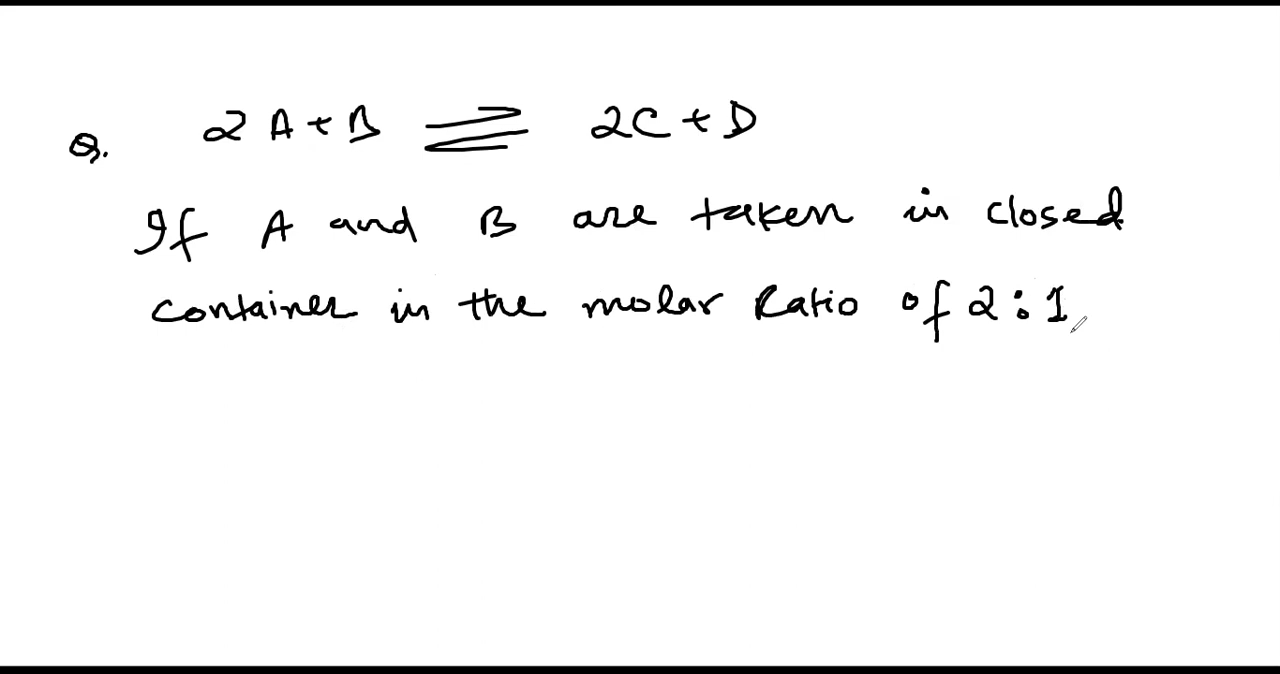 Q. 2A + B ⇌ 2C + D
If A and B are taken in closed
container in the molar Ratio of 2:1,